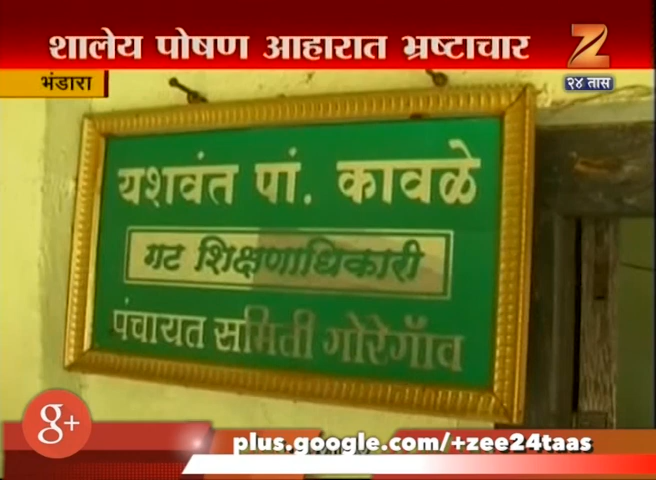 शालेय पोषण आहारात भ्रष्टाचार
२४ तास
भंडारा
यशवंत पां. कावळे
गट शिक्षणाधिकारी
पंचायत समिती गोरेगाॅव
g+
plus.google.com/+zee24taas